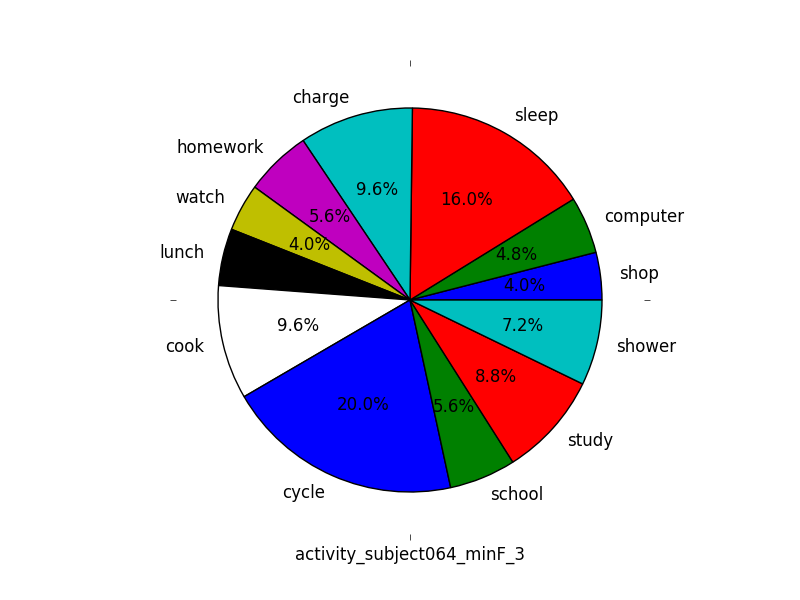 charge
sleep
homework
watch
lunch
cook
cycle
school
study
shower
shop
computer
9.6%
16.0%
5.6%
4.0%
4.8%
4.0%
9.6%
7.2%
8.8%
20.0%
5.6%
activity_subject064_minF_3